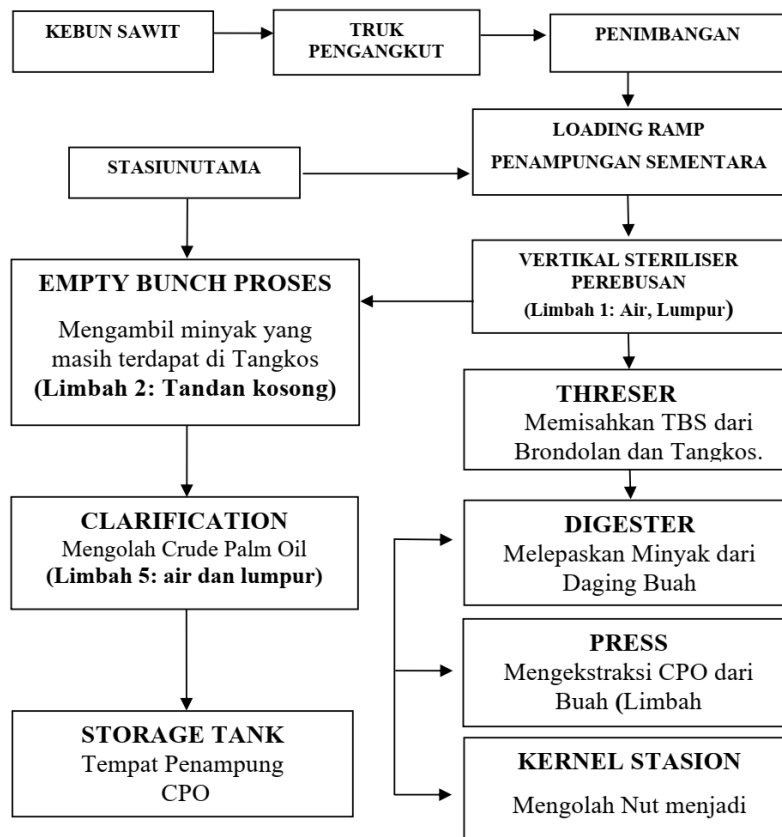 KEBUN SAWIT
TRUK
PENGANGKUT
PENIMBANGAN
LOADING RAMP
PENAMPUNGAN SEMENTARA
STASIUNUTAMA
VERTIKAL STERILISER
PEREBUSAN
(Limbah 1: Air, Lumpur)
EMPTY BUNCH PROSES
Mengambil minyak yang
masih terdapat di Tangkos
(Limbah 2: Tandan kosong)
THRESER
Memisahkan TBS dari
Brondolan dan Tangkos.
CLARIFICATION
Mengolah Crude Palm Oil
(Limbah 5: air dan lumpur)
DIGESTER
Melepaskan Minyak dari
Daging Buah
PRESS
Mengekstraksi CPO dari
Buah (Limbah
STORAGE TANK
Tempat Penampung
CPO
KERNEL STASION
Mengolah Nut menjadi